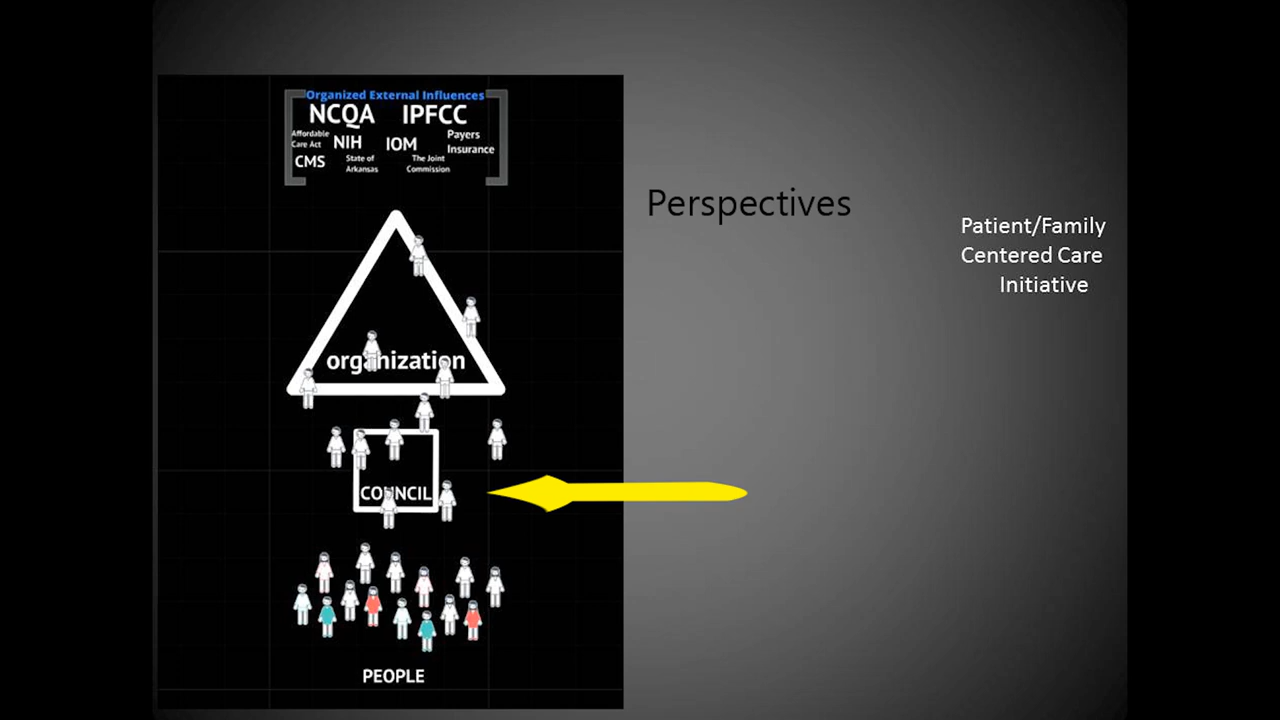 Organized External Influences
NCQA IPFCC
Affordable
Care Act
NIH
IOM
Payers
Insurance
CMS
State of
Arkansas
The Joint
Commission
Perspectives
Patient/Family
Centered Care
Initiative
organization
COUNCIL
PEOPLE